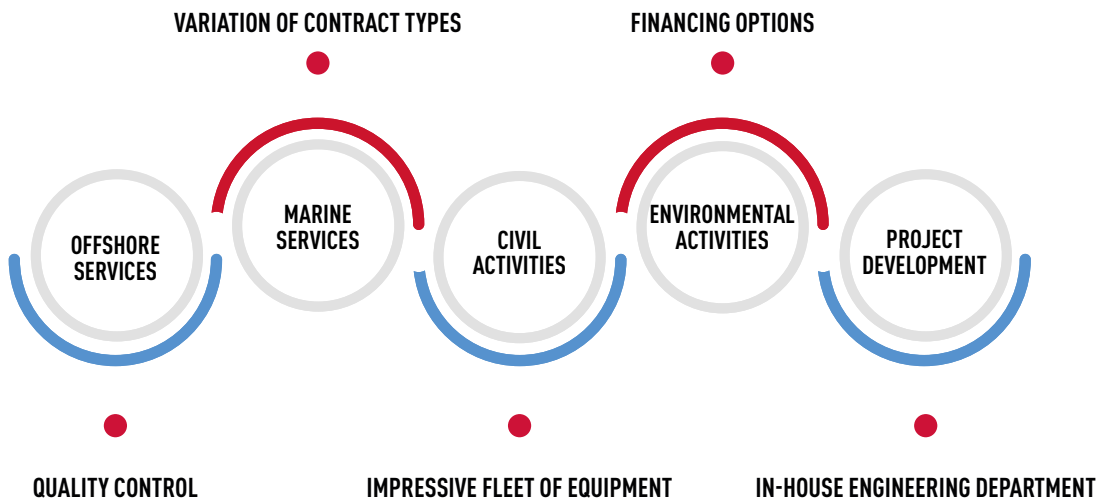 VARIATION OF CONTRACT TYPES
FINANCING OPTIONS
OFFSHORE
SERVICES
MARINE
SERVICES
CIVIL
ACTIVITIES
ENVIRONMENTAL
ACTIVITIES
PROJECT
DEVELOPMENT
QUALITY CONTROL
IMPRESSIVE FLEET OF EQUIPMENT
IN-HOUSE ENGINEERING DEPARTMENT